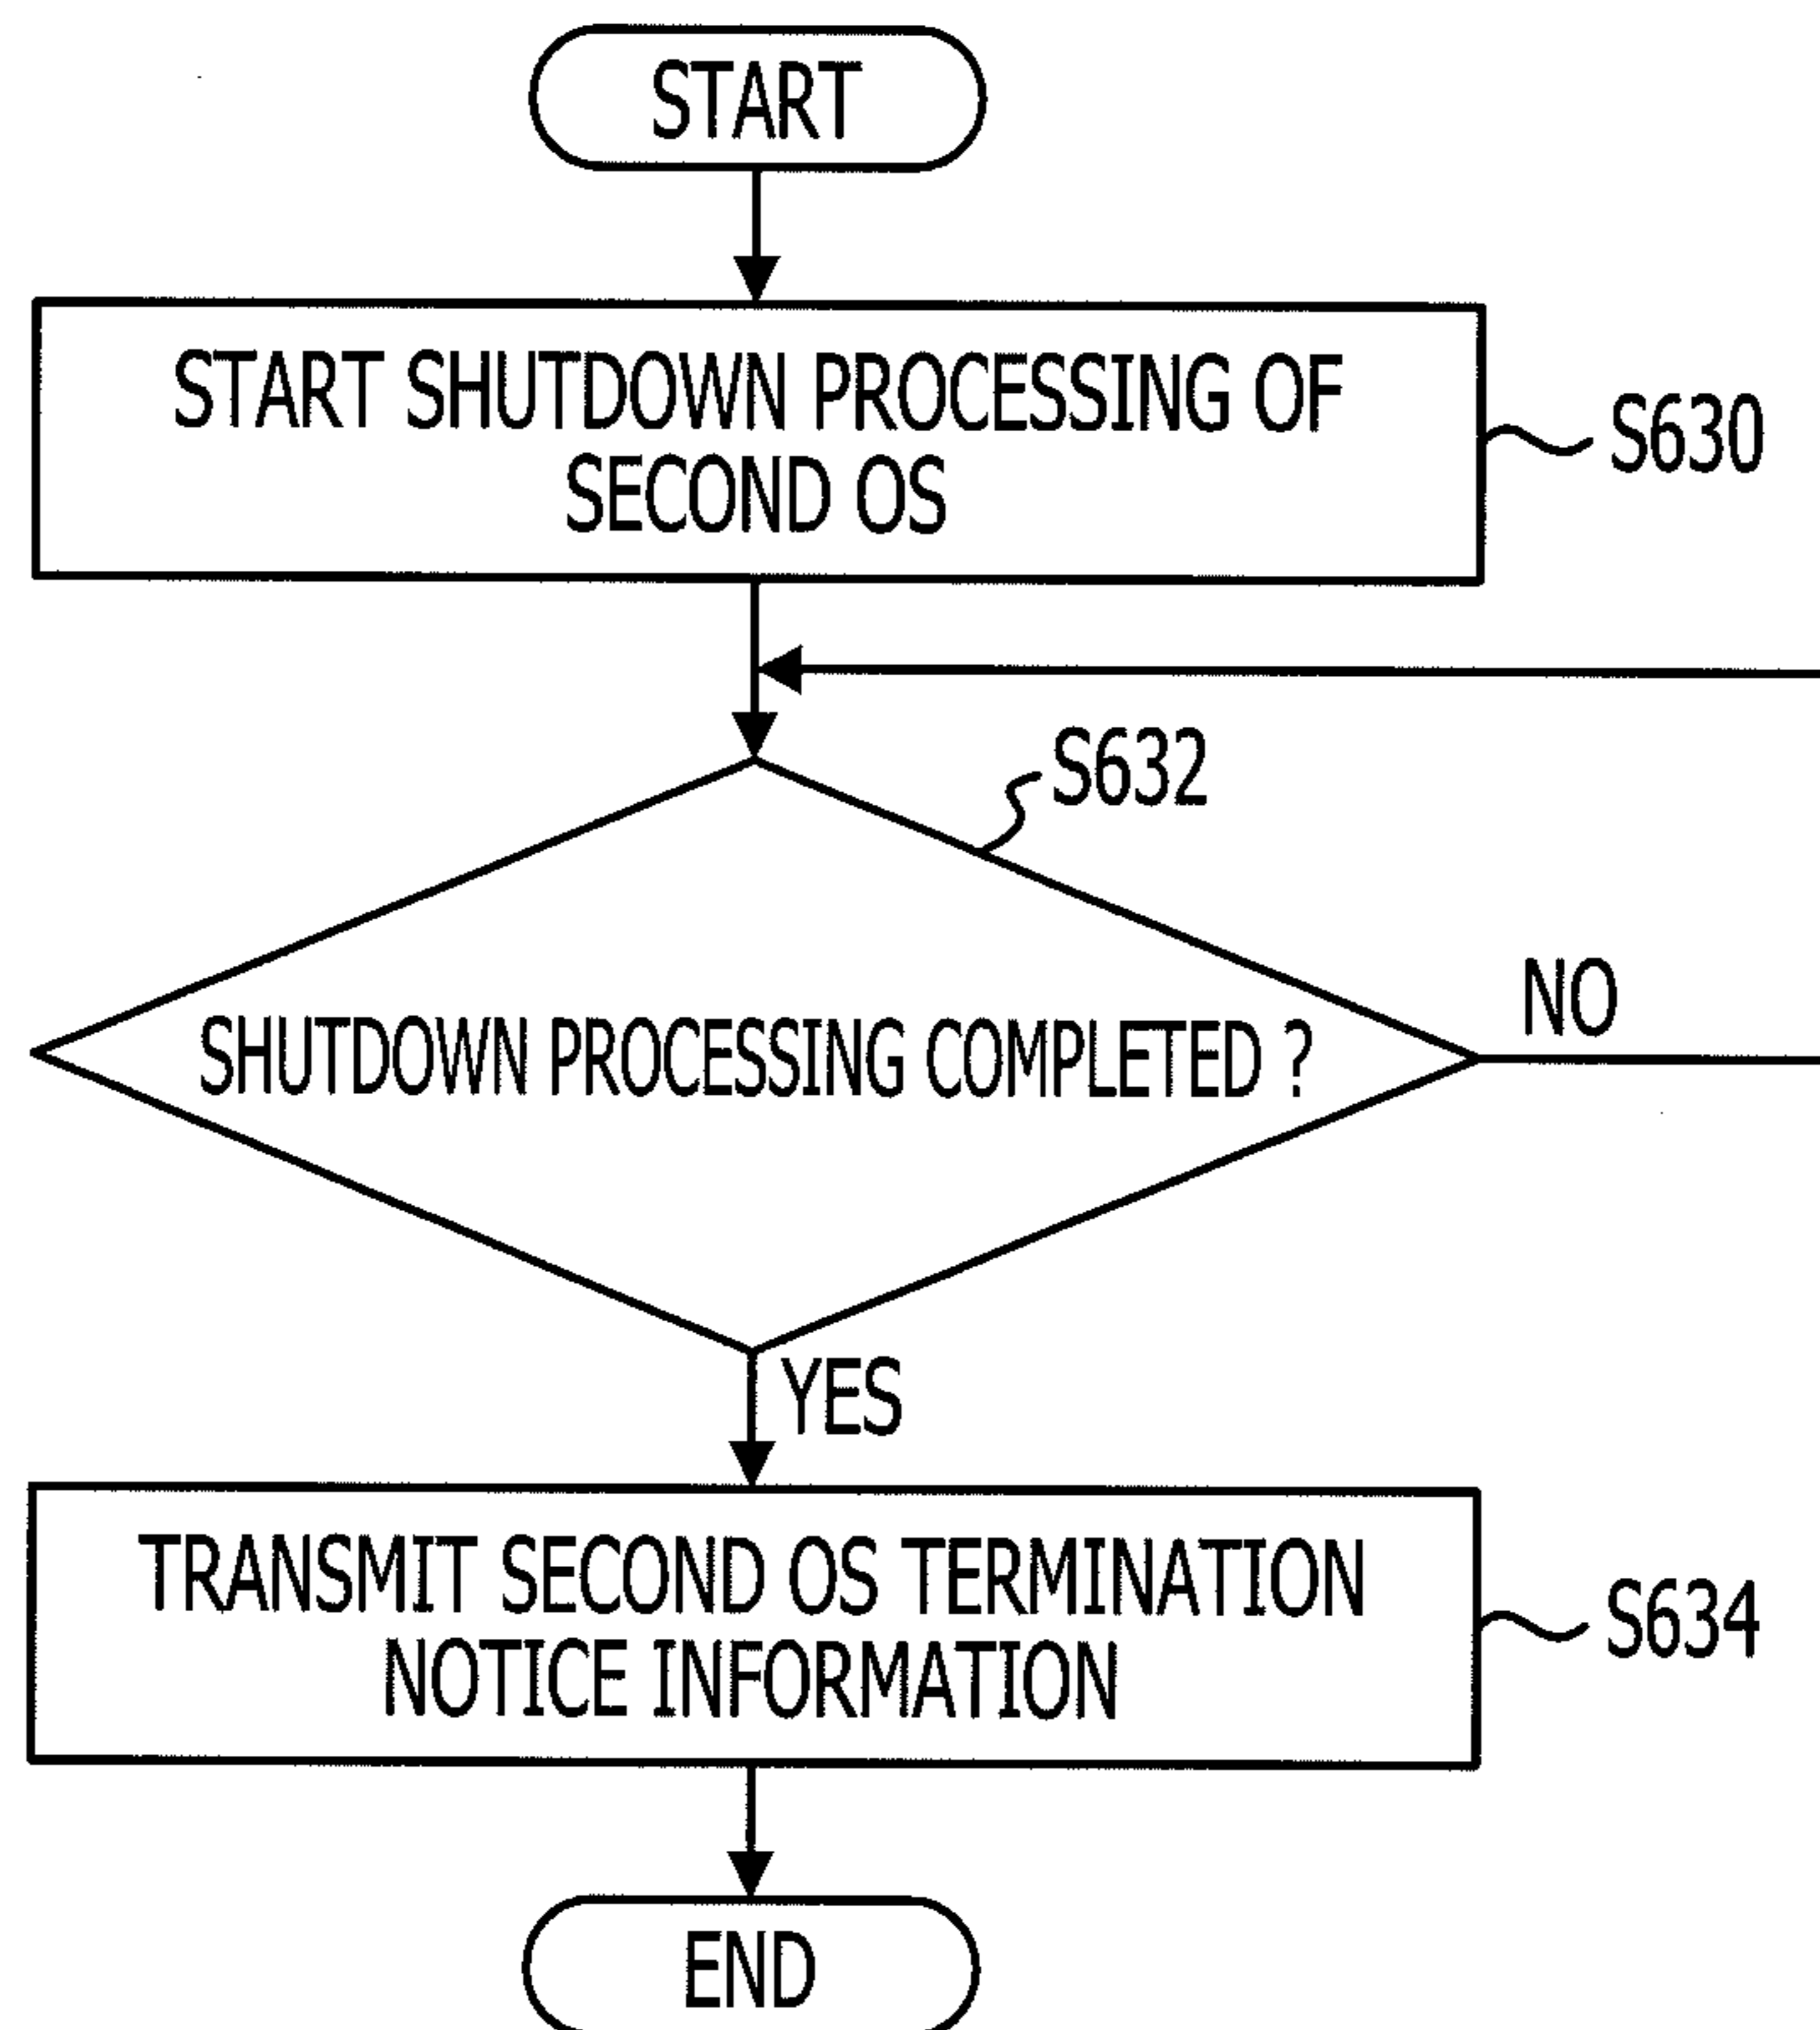 START
START SHUTDOWN PROCESSING OF
SECOND OS
S630
S632
SHUTDOWN PROCESSING COMPLETED ?
NO
YES
TRANSMIT SECOND OS TERMINATION
NOTICE INFORMATION
S634
END